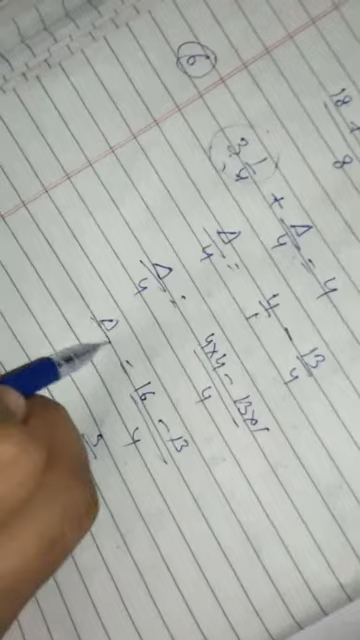 6
3 1/4 + Δ/4 = 4
Δ/4 = 4/1 - 13/4
Δ/4 = 4×4 - 13×1/4
Δ = 16 - 13/4
18
8